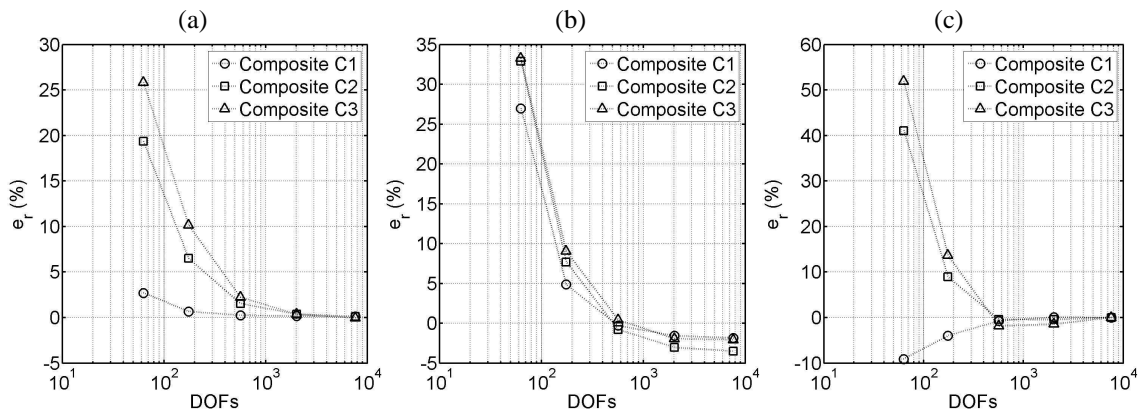 (a)
30
25
20
15
10
5
0
-5
e_r (%)
10^1
10^2
10^3
10^4
DOFs
Composite C1
Composite C2
Composite C3
(b)
35
30
25
20
15
10
5
0
-5
e_r (%)
10^1
10^2
10^3
10^4
DOFs
Composite C1
Composite C2
Composite C3
(c)
60
50
40
30
20
10
0
-10
e_r (%)
10^1
10^2
10^3
10^4
DOFs
Composite C1
Composite C2
Composite C3